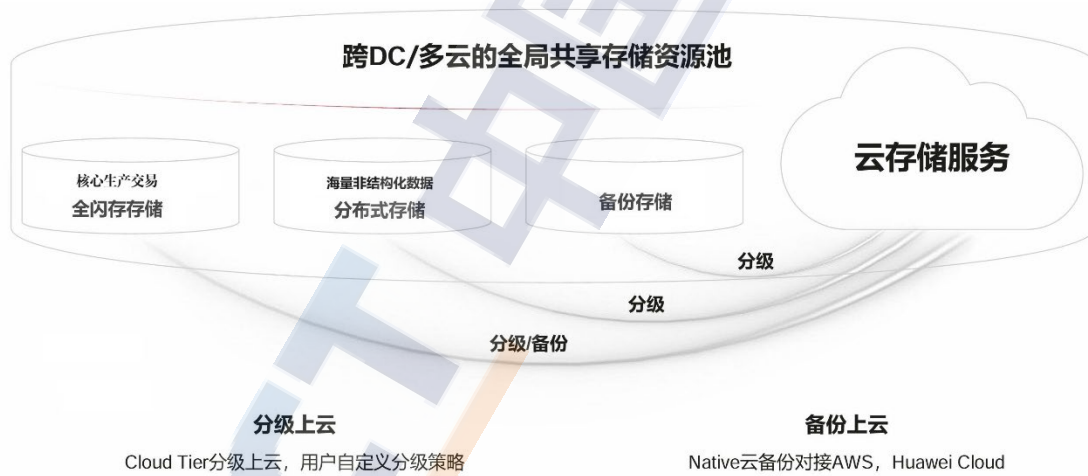 跨DC/多云的全局共享存储资源池
云存储服务
核心生产交易
全闪存存储
海量非结构化数据
分布式存储
备份存储
分级
分级
分级/备份
分级上云
Cloud Tier分级上云，用户自定义分级策略
备份上云
Native云备份对接AWS，Huawei Cloud